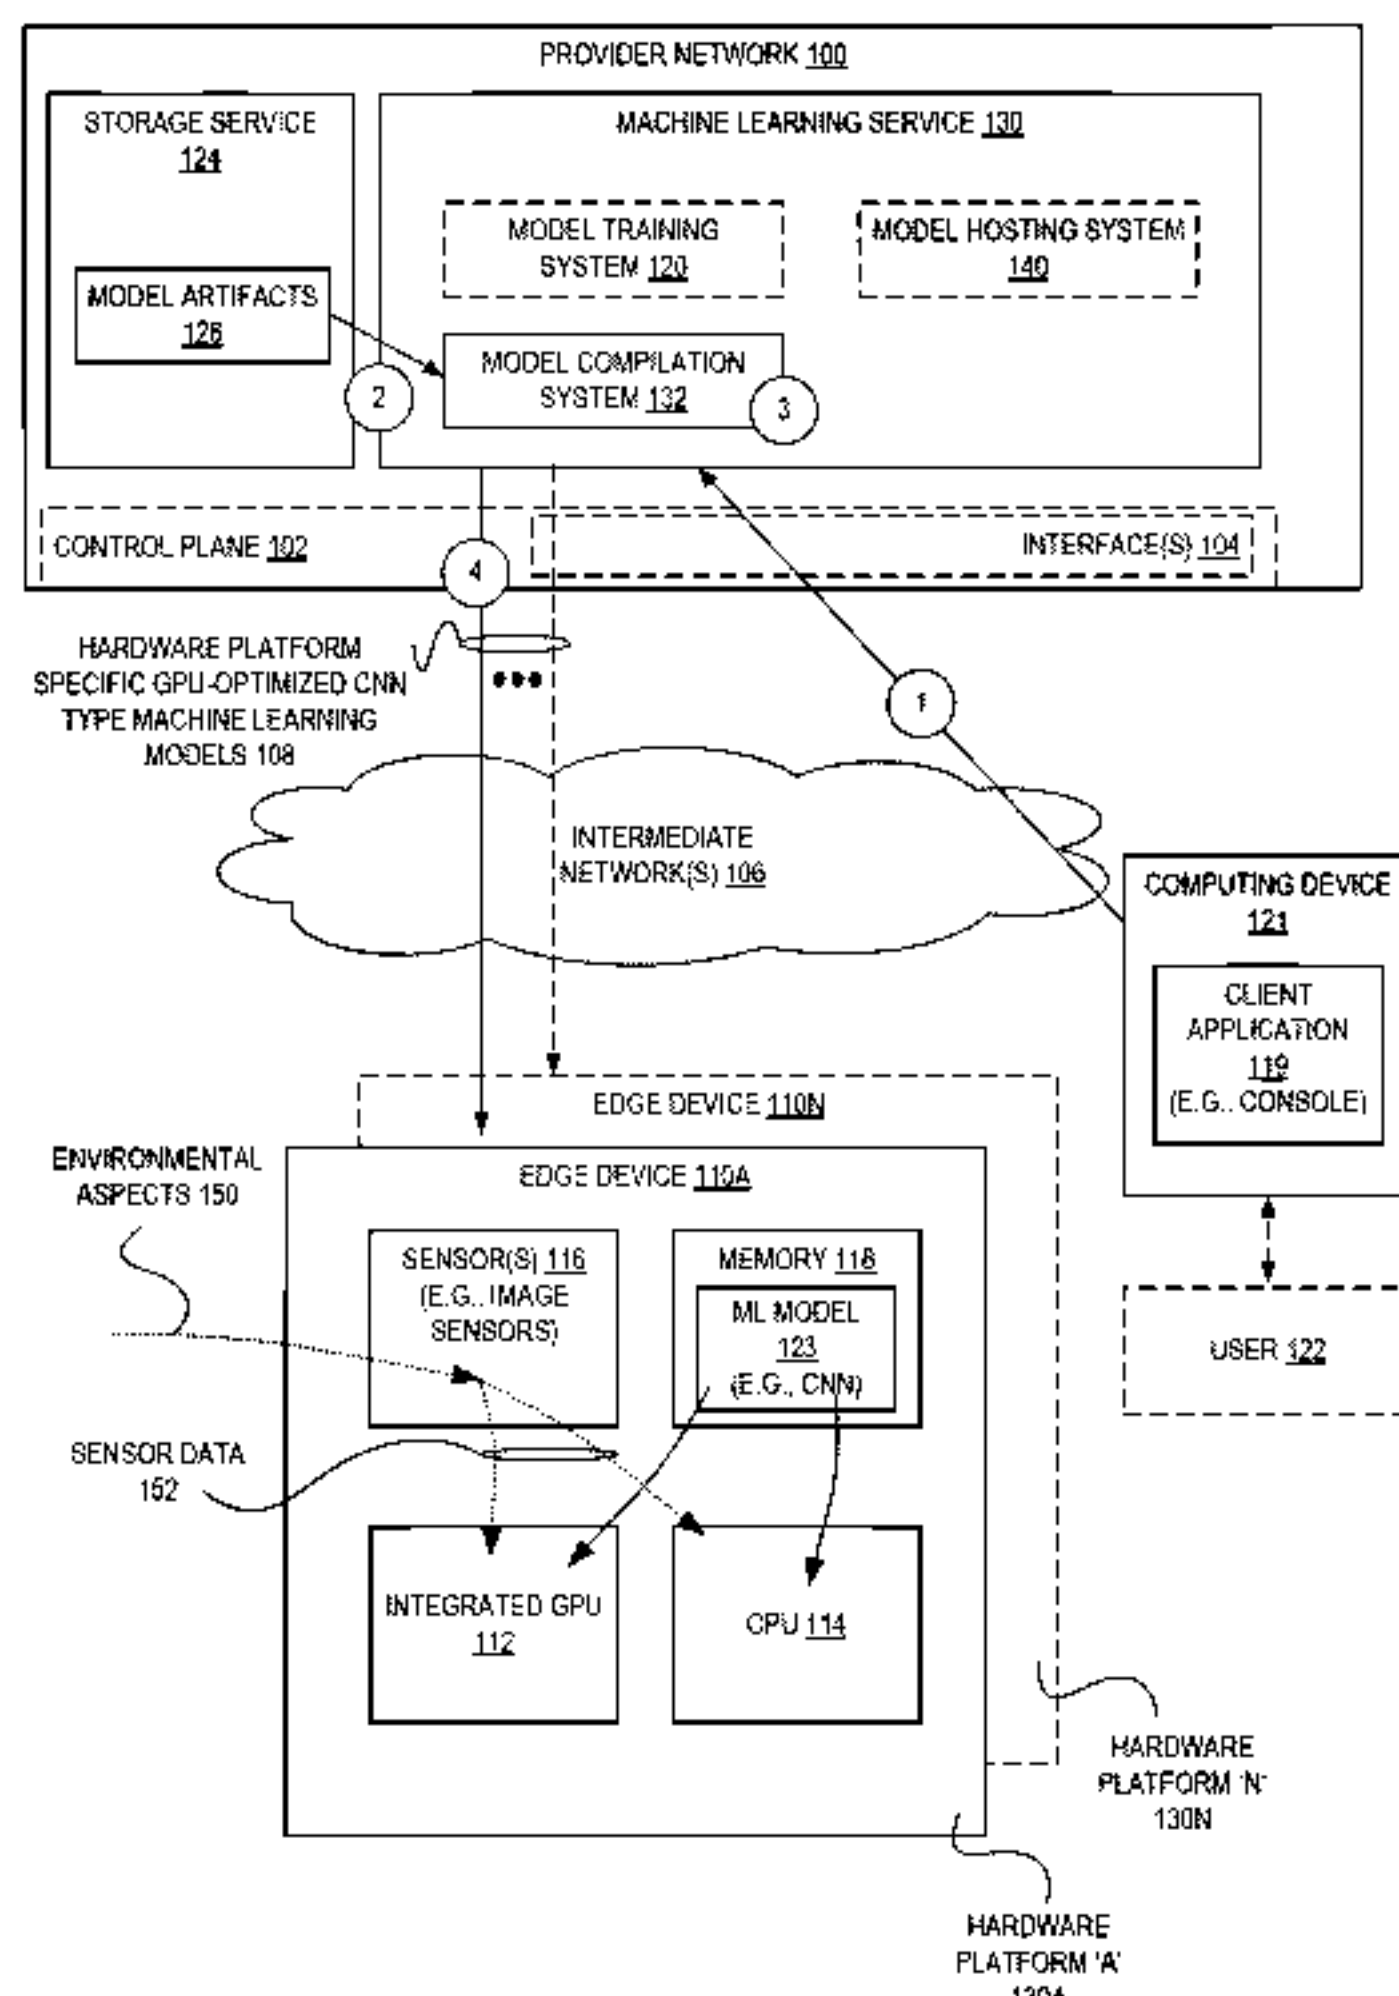 PROVIDER NETWORK 100
STORAGE SERVICE
124
MACHINE LEARNING SERVICE 130
MODEL TRAINING
SYSTEM 120
MODEL HOSTING SYSTEM
140
MODEL ARTIFACTS
126
MODEL COMPILATION
SYSTEM 132
2
3
CONTROL PLANE 102
INTERFACE(S) 104
4
HARDWARE PLATFORM
SPECIFIC GPU-OPTIMIZED CNN
TYPE MACHINE LEARNING
MODELS 108
1
INTERMEDIATE
NETWORK(S) 106
COMPUTING DEVICE
121
CLIENT
APPLICATION
119
(E.G., CONSOLE)
EDGE DEVICE 110N
ENVIRONMENTAL
ASPECTS 150
EDGE DEVICE 110A
SENSOR(S) 116
(E.G., IMAGE
SENSORS)
MEMORY 118
ML MODEL
123
(E.G., CNN)
USER 122
SENSOR DATA
152
INTEGRATED GPU
112
CPU 114
HARDWARE
PLATFORM 'N'
130N
HARDWARE
PLATFORM 'A'
130A